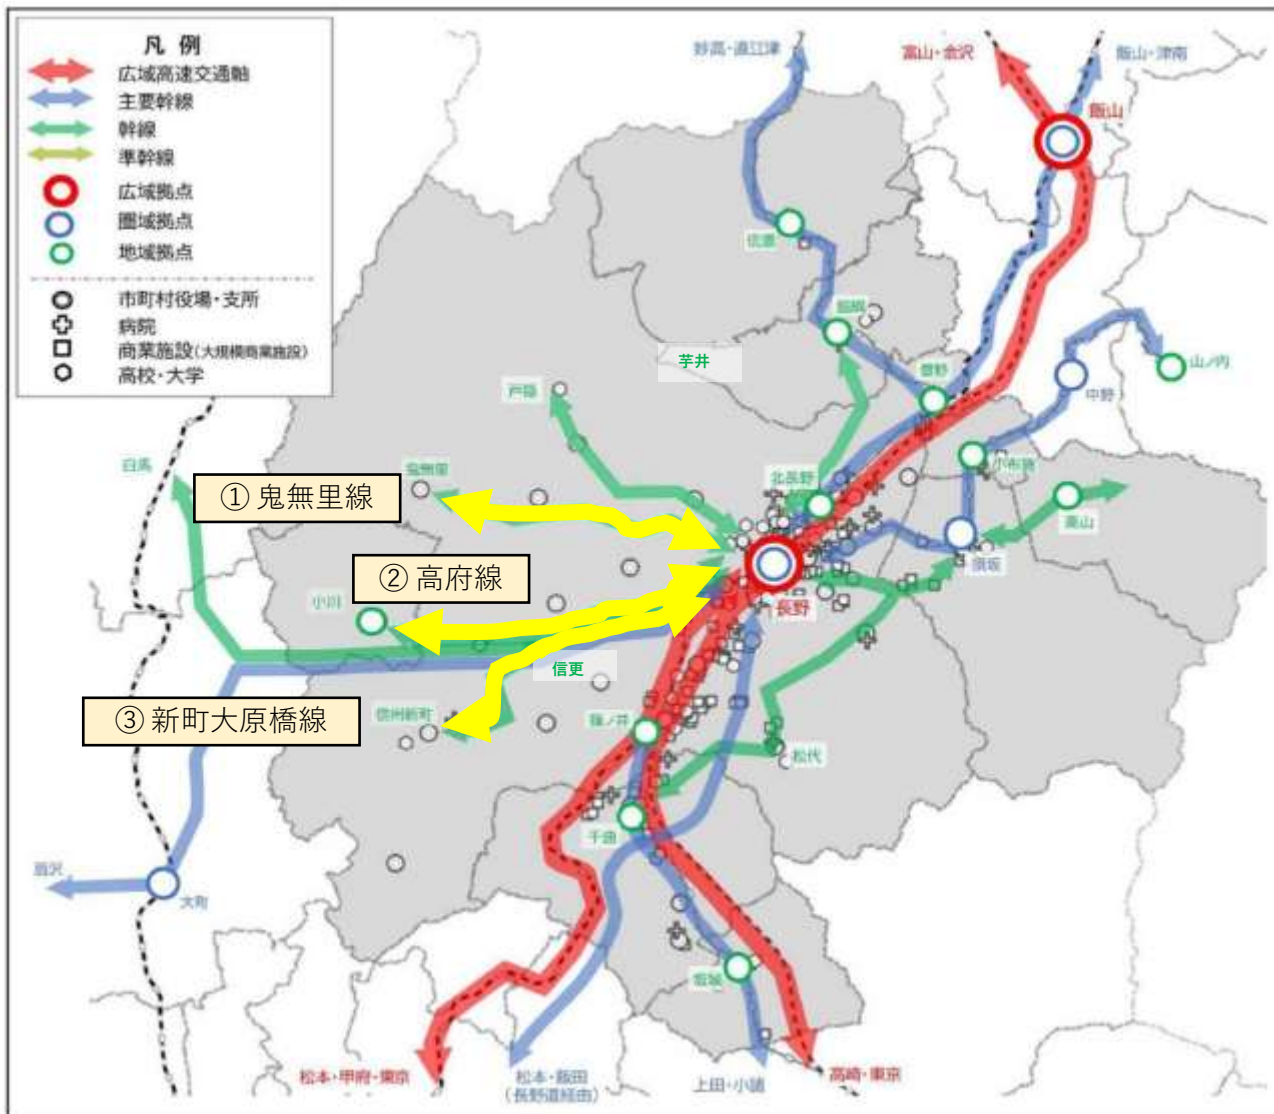 凡 例
広域高速交通軸
主要幹線
幹線
準幹線
広域拠点
圏域拠点
地域拠点
市町村役場・支所
病院
商業施設(大規模商業施設)
高校・大学
妙高・直江津
富山・金沢
飯山・津南
飯山
信濃
飯綱
芋井
豊野
山ノ内
中野
戸隠
白馬
鬼無里
① 鬼無里線
北長野
小布施
高山
須坂
② 高府線
小川
長野
信更
③ 新町大原橋線
信州新町
篠ノ井
松代
千曲
扇沢
大町
坂城
松本・甲府・東京
松本・飯田
(長野道経由)
上田・小諸
高崎・東京